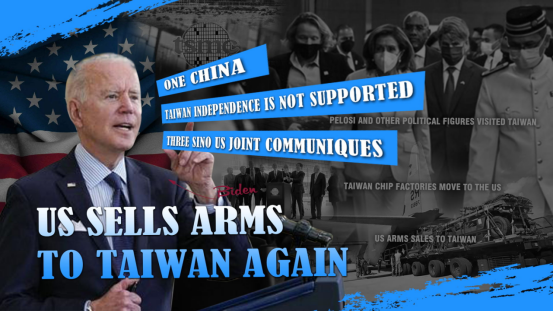 ONE CHINA
TAIWAN INDEPENDENCE IS NOT SUPPORTED
THREE SINO US JOINT COMMUNIQUES
PELOSI AND OTHER POLITICAL FIGURES VISITED TAIWAN
TAIWAN CHIP FACTORIES MOVE TO THE US
Biden
US ARMS SALES TO TAIWAN
US SELLS ARMS
TO TAIWAN AGAIN